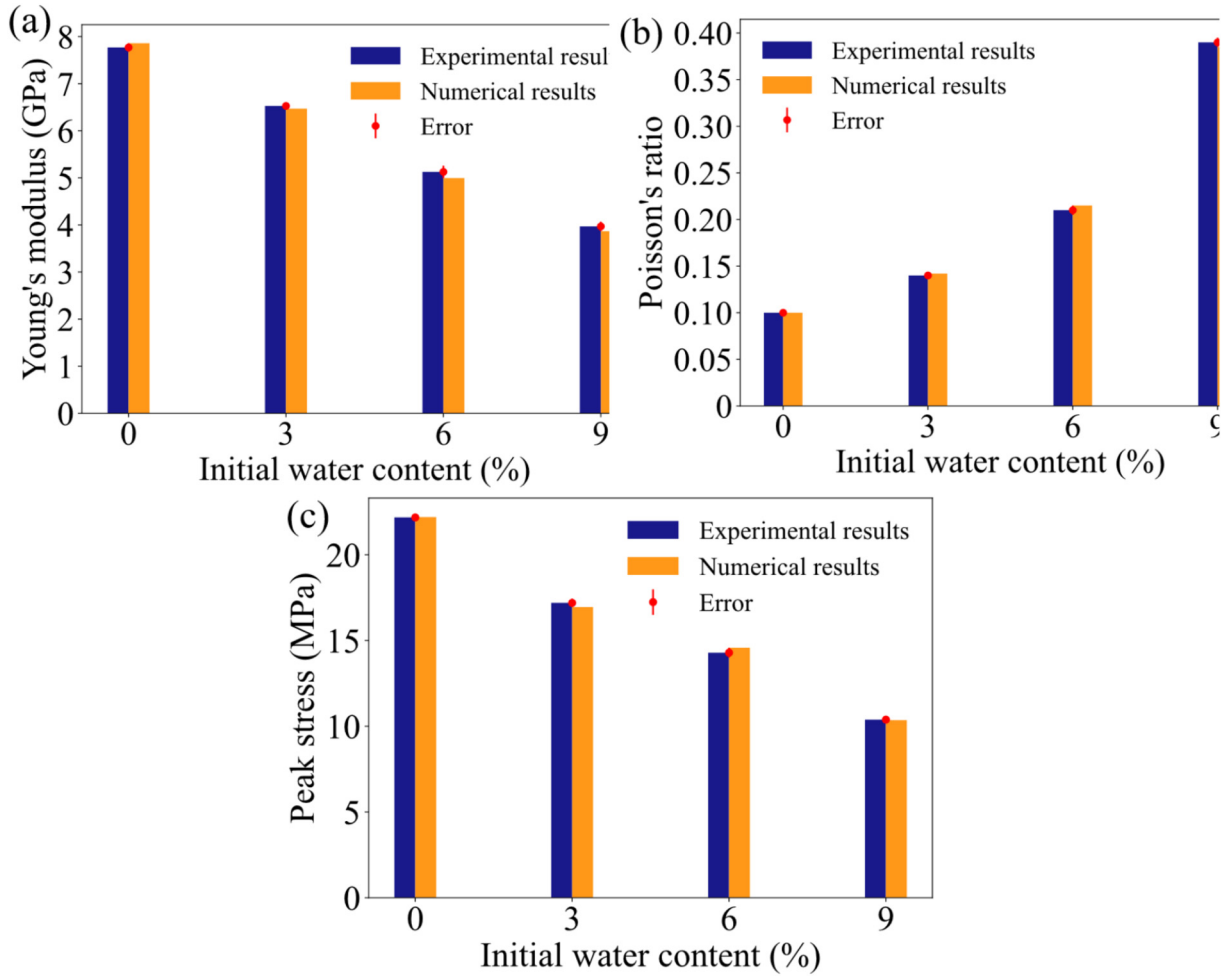 (a)
Young's modulus (GPa)
8
7
6
5
4
3
2
1
0
Experimental resul
Numerical results
Error
0 3 6 9
Initial water content (%)
(b)
Poisson's ratio
0.40
0.35
0.30
0.25
0.20
0.15
0.10
0.05
0
Experimental results
Numerical results
Error
0 3 6 9
Initial water content (%)
(c)
Peak stress (MPa)
20
15
10
5
0
Experimental results
Numerical results
Error
0 3 6 9
Initial water content (%)